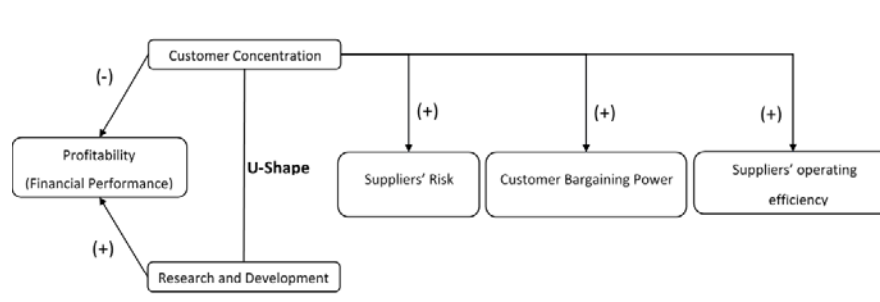 Customer Concentration
(-)
(+)
(+)
(+)
Profitability
(Financial Performance)
U-Shape
Suppliers’ Risk
Customer Bargaining Power
Suppliers’ operating
efficiency
(+)
Research and Development